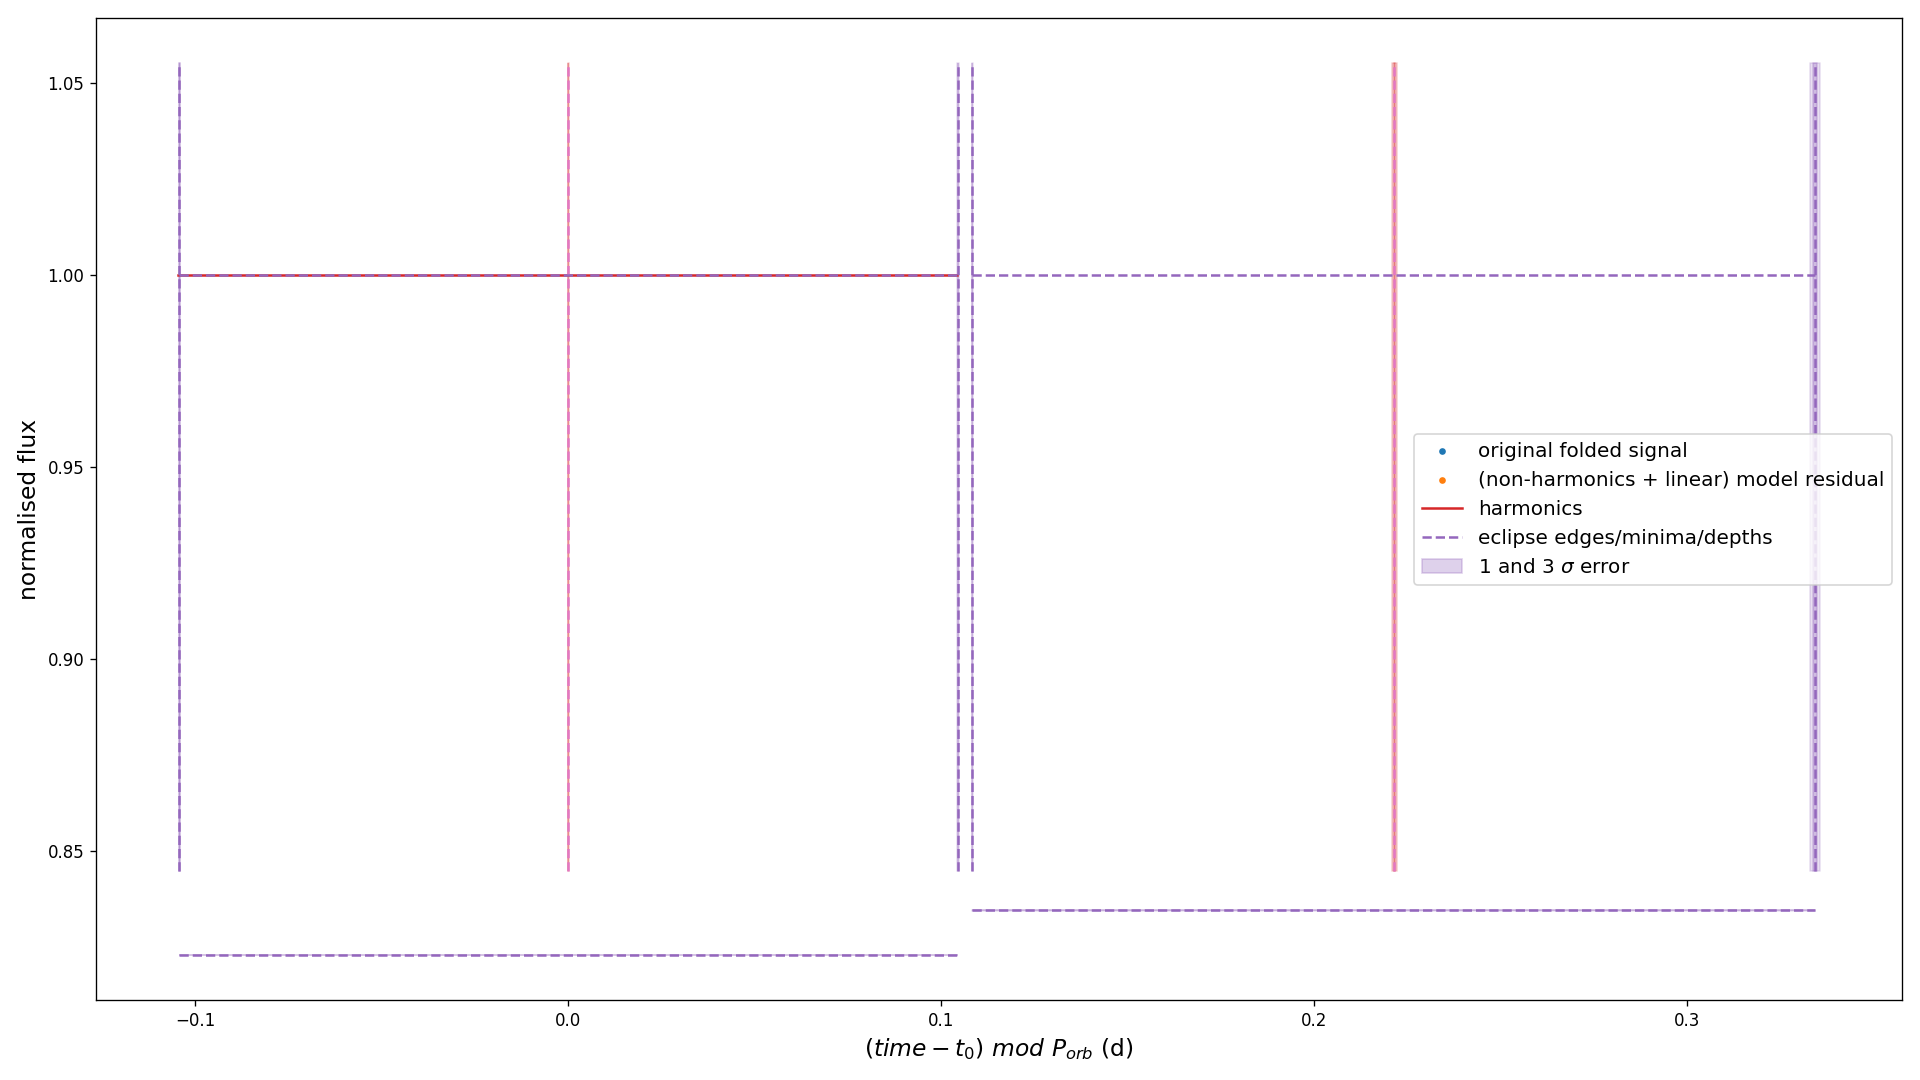 1.05
1.00
0.95
0.90
0.85
normalised flux
original folded signal
(non-harmonics + linear) model residual
harmonics
eclipse edges/minima/depths
1 and 3 σ error
−0.1
0.0
0.1
0.2
0.3
(time − t₀) mod Pₒᵣb (d)